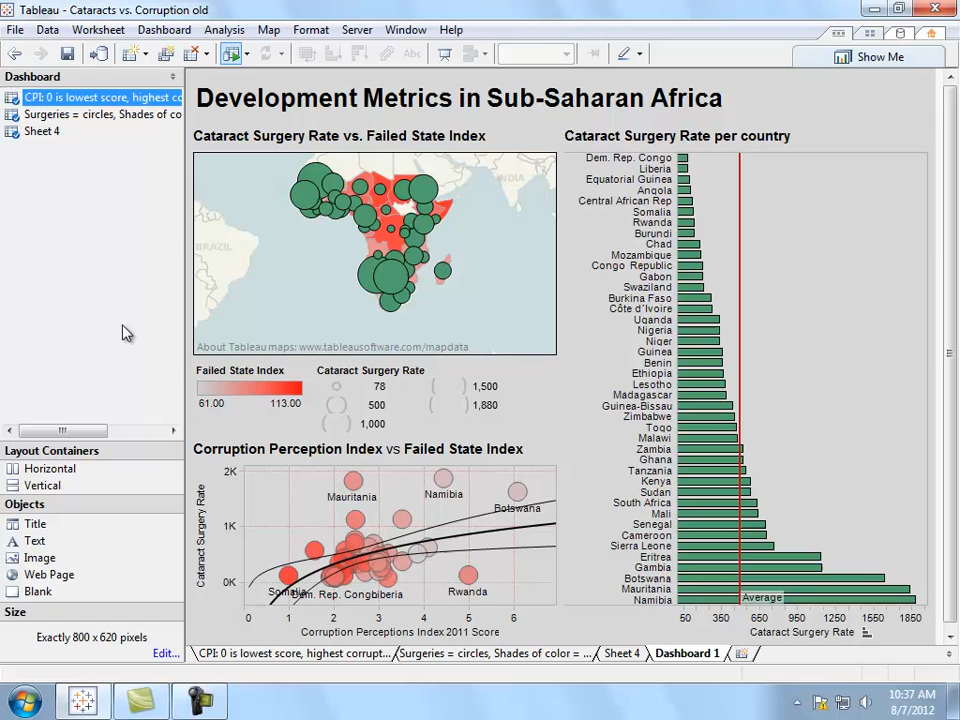 Tableau - Cataracts vs. Corruption old
File Data Worksheet Dashboard Analysis Map Format Server Window Help
Abc
Show Me
Dashboard
CPI: 0 is lowest score, highest cc
Surgeries = circles, Shades of co
Sheet 4
Layout Containers
Horizontal
Vertical
Objects
Title
Text
Image
Web Page
Blank
Size
Exactly 800 x 620 pixels
Edit...
Development Metrics in Sub-Saharan Africa
Cataract Surgery Rate vs. Failed State Index
INDIA
BRAZIL
About Tableau maps: www.tableausoftware.com/mapdata
Failed State Index
61.00 113.00
Cataract Surgery Rate
78 1,500
500 1,880
1,000
Corruption Perception Index vs Failed State Index
Cataract Surgery Rate
2K
1K
0K
Mauritania
Namibia
Botswana
Somalia
Dem. Rep. Congo
Liberia
Rwanda
0 1 2 3 4 5 6
Corruption Perceptions Index 2011 Score
Cataract Surgery Rate per country
Dem. Rep. Congo
Liberia
Equatorial Guinea
Angola
Central African Rep
Somalia
Rwanda
Burundi
Chad
Mozambique
Congo Republic
Gabon
Swaziland
Burkina Faso
Côte d'Ivoire
Uganda
Nigeria
Niger
Guinea
Benin
Ethiopia
Lesotho
Madagascar
Guinea-Bissau
Zimbabwe
Togo
Malawi
Zambia
Ghana
Tanzania
Kenya
Sudan
South Africa
Mali
Senegal
Cameroon
Sierra Leone
Eritrea
Gambia
Botswana
Mauritania
Namibia
Average
50 350 650 950 1250 1550 1850
Cataract Surgery Rate
CPI: 0 is lowest score, highest corrupt... Surgeries = circles, Shades of color = ... Sheet 4 Dashboard 1
10:37 AM
8/7/2012